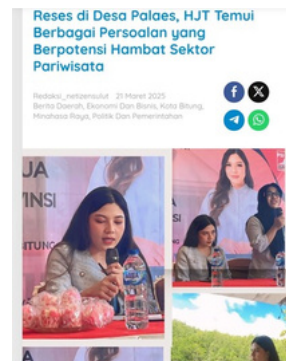 Reses di Desa Palaes, HJT Temui
Berbagai Persoalan yang
Berpotensi Hambat Sektor
Pariwisata
Redaksi_netizensulut 21 Maret 2025
Berita Daerah, Ekonomi Dan Bisnis, Kota Bitung,
Minahasa Raya, Politik Dan Pemerintahan
JA
VINSI
BITUNG